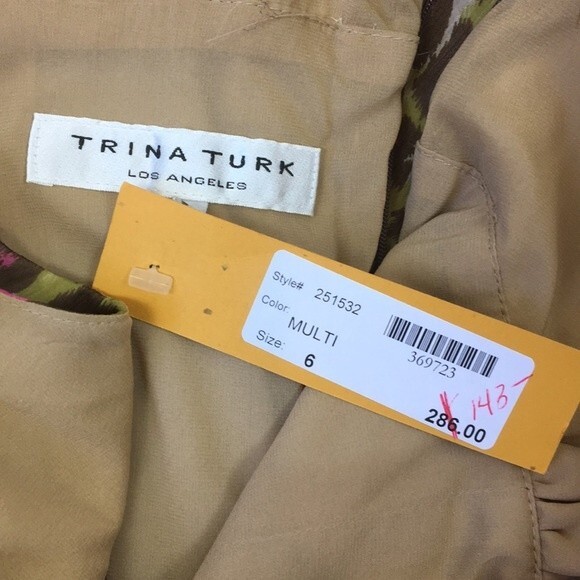 TRINA TURK
LOS ANGELES
Style# 251532
Color: MULTI
Size: 6
369723
286.00
143-